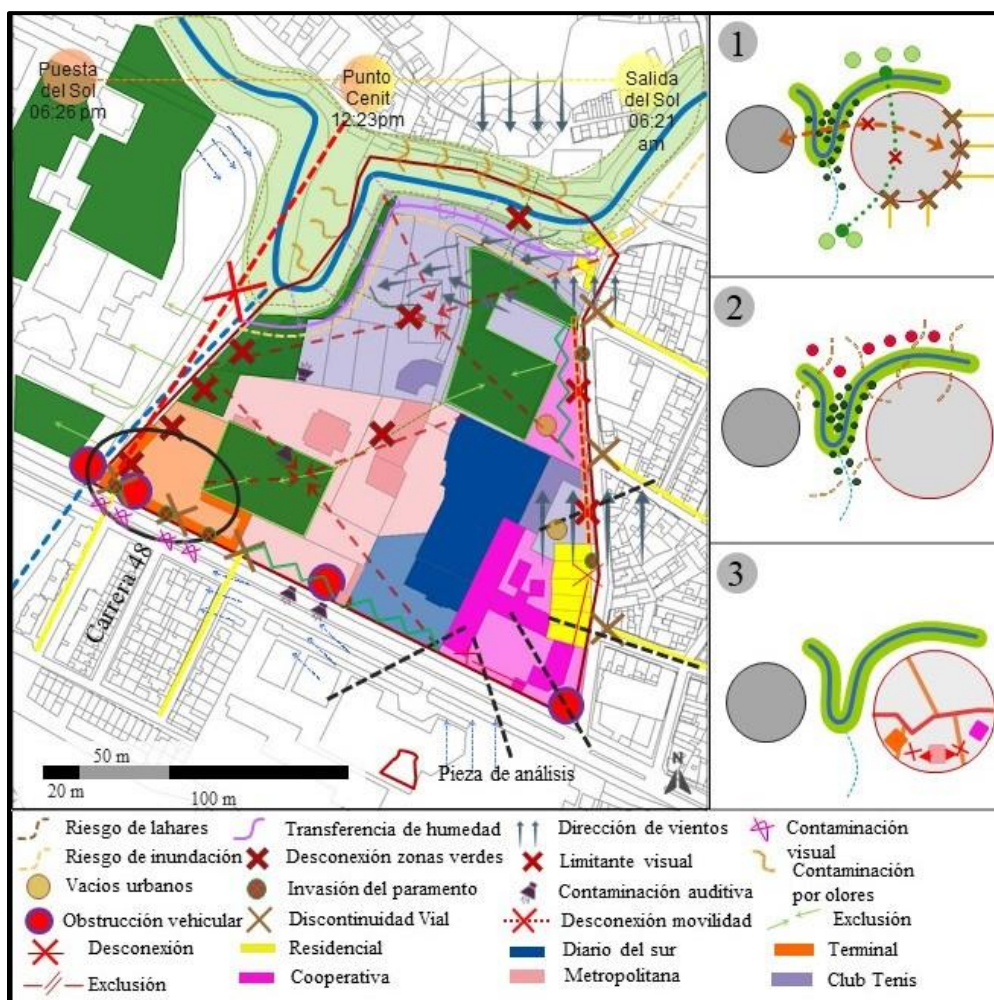 Puesta
del Sol
06:26 pm
Punto
Cenit
12:23pm
Salida
del Sol
06:21
am
1
2
3
Carrera 48
50 m
20 m
100 m
Pieza de análisis
N
Riesgo de lahares
Transferencia de humedad
Dirección de vientos
Contaminación
visual
Riesgo de inundación
Desconexión zonas verdes
Limitante visual
Contaminación
por olores
Vacios urbanos
Invasión del paramento
Contaminación auditiva
Obstrucción vehicular
Discontinuidad Vial
Desconexión movilidad
Exclusión
Desconexión
Residencial
Diario del sur
Terminal
Exclusión
Cooperativa
Metropolitana
Club Tenis